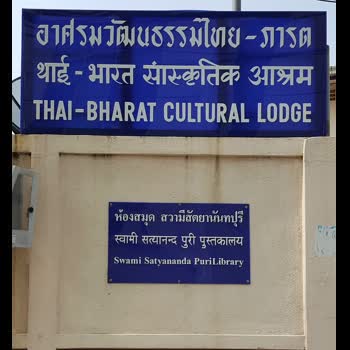 อาศรมวัฒนธรรมไทย - ภารต
थाई - भारत सांस्कृतिक आश्रम
THAI-BHARAT CULTURAL LODGE
ห้องสมุด สวามีสัตยานันทปุรี
स्वामी सत्यानन्द पुरी पुस्तकालय
Swami Satyananda PuriLibrary